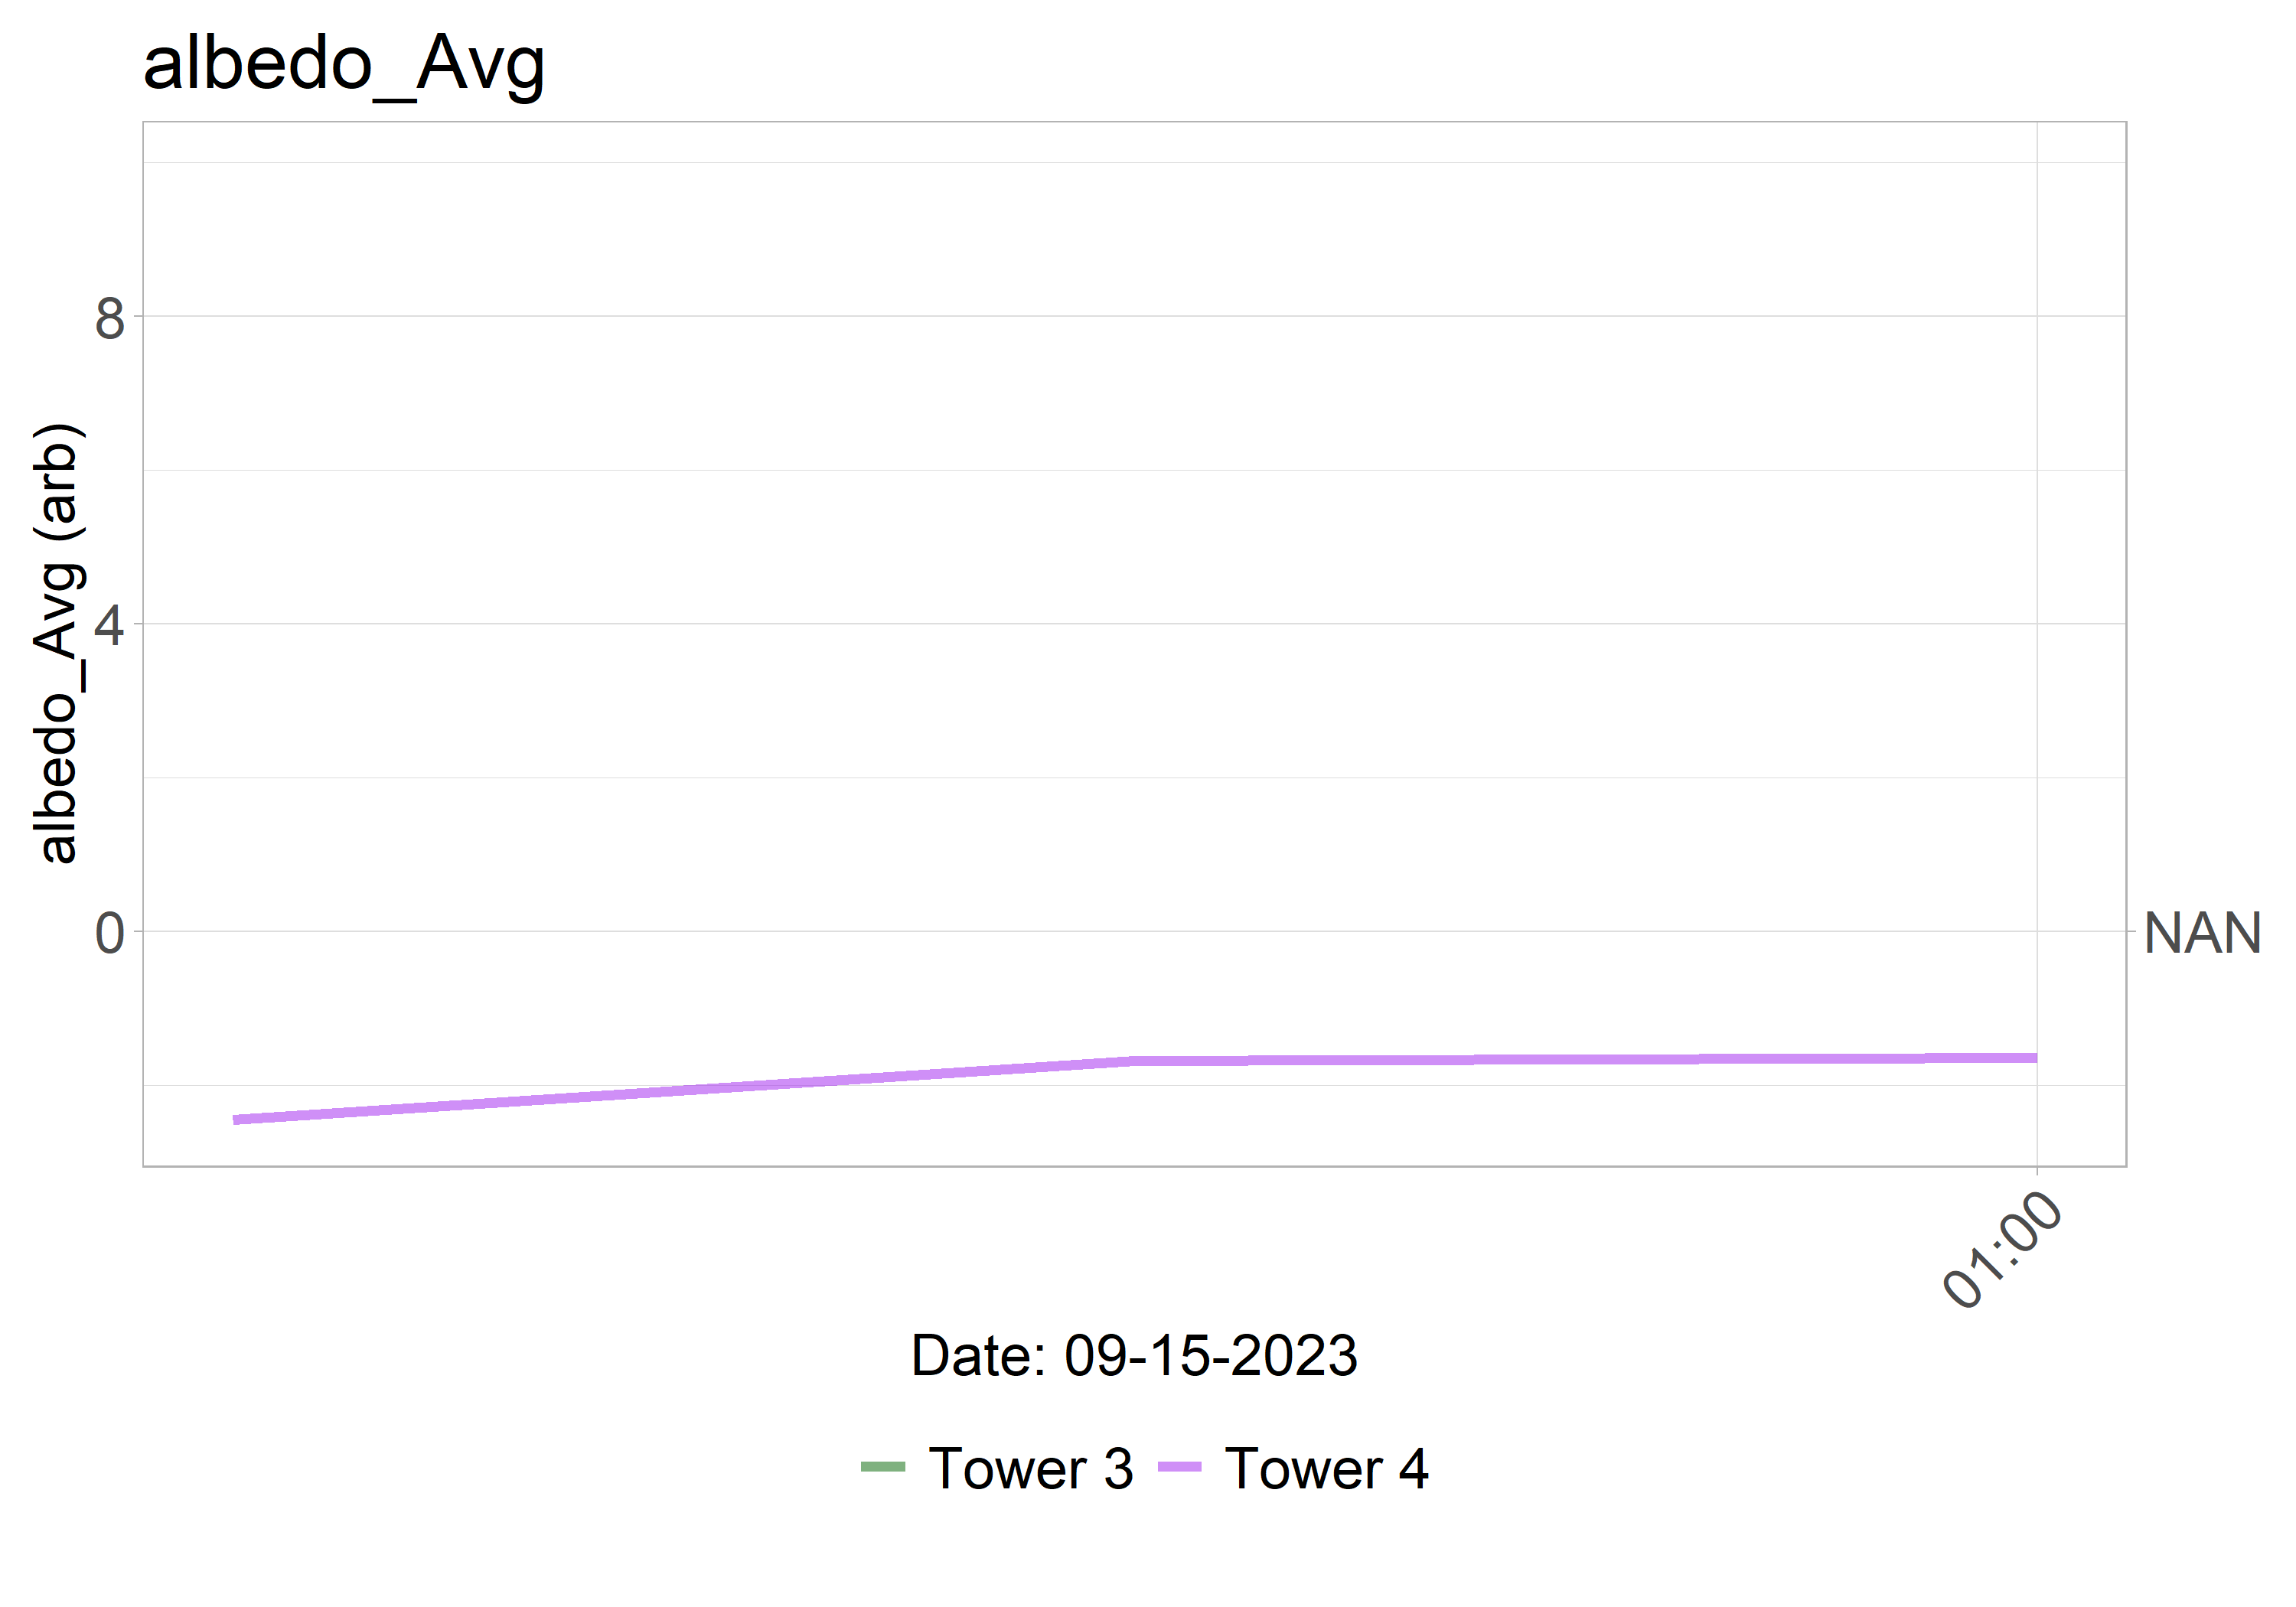 albedo_Avg
albedo_Avg (arb)
8
4
0
NAN
01:00
Date: 09-15-2023
Tower 3
Tower 4